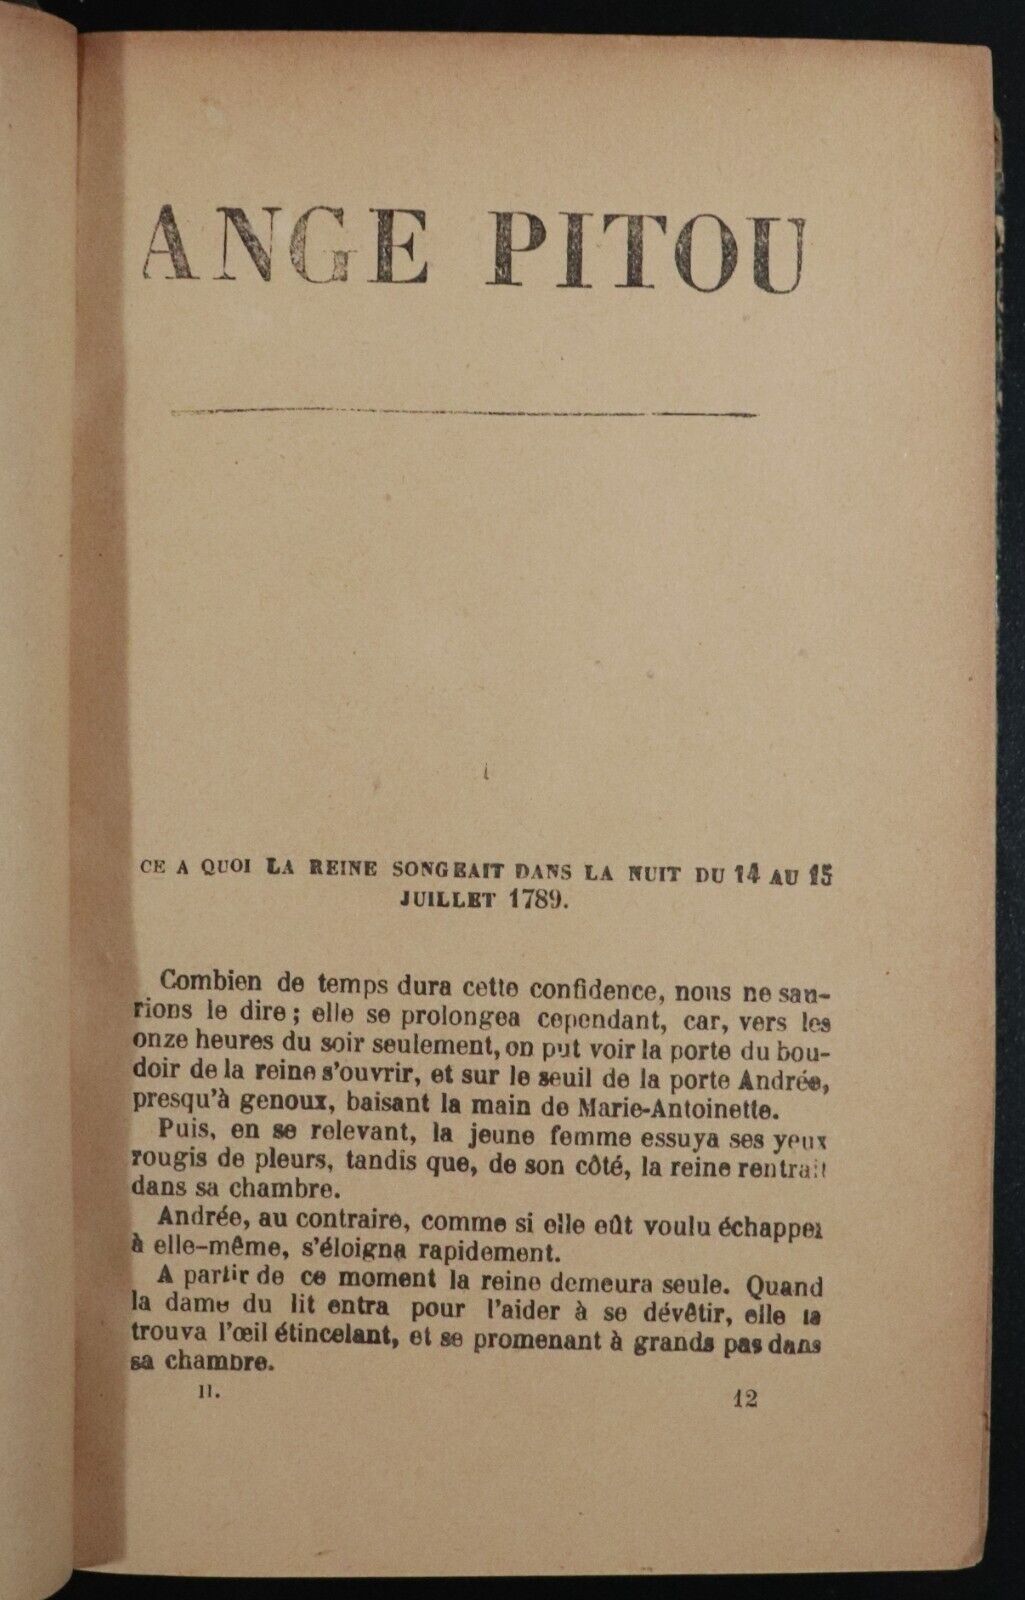 ANGE PITOU
I
CE A QUOI LA REINE SONGEAIT DANS LA NUIT DU 14 AU 15
JUILLET 1789.
Combien de temps dura cette confidence, nous ne sau-
rions le dire ; elle se prolongea cependant, car, vers les
onze heures du soir seulement, on put voir la porte du bou-
doir de la reine s'ouvrir, et sur le seuil de la porte Andrée,
presqu'à genoux, baisant la main de Marie-Antoinette.
Puis, en se relevant, la jeune femme essuya ses yeux
rougis de pleurs, tandis que, de son côté, la reine rentrait
dans sa chambre.
Andrée, au contraire, comme si elle eût voulu échapper
à elle-même, s'éloigna rapidement.
A partir de ce moment la reine demeura seule. Quand
la dame du lit entra pour l'aider à se dévêtir, elle la
trouva l'œil étincelant, et se promenant à grands pas dans
sa chambre.
II. 12